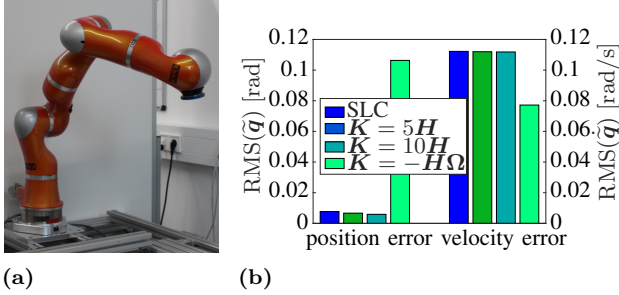 0.12
0.1
0.08
0.06
0.04
0.02
0
RMS(q̃) [rad]
SLC
K = 5H
K = 10H
K = −HΩ
0.12
0.1
0.08
0.06
0.04
0.02
0
RMS(q̃) [rad/s]
position error velocity error
(a)
(b)